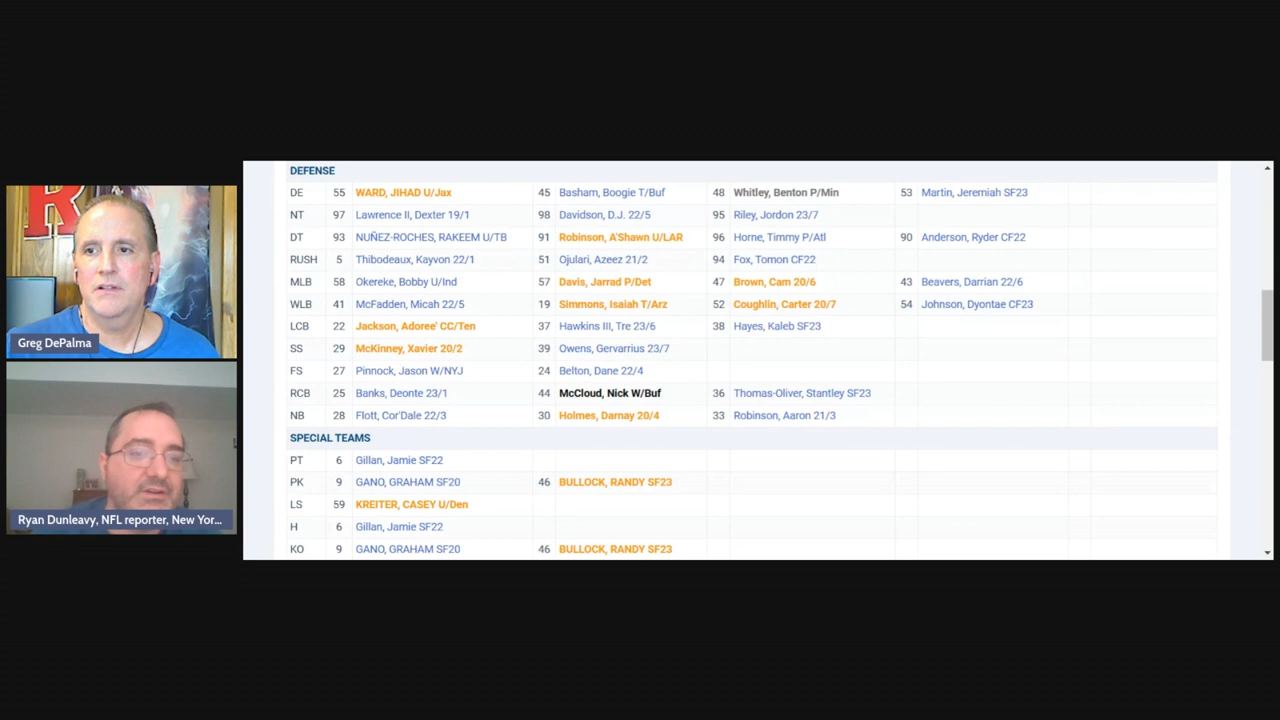 R
Greg DePalma
Ryan Dunleavy, NFL reporter, New Yor...
DEFENSE
DE 55 WARD, JIHAD U/Jax 45 Basham, Boogie T/Buf 48 Whitley, Benton P/Min 53 Martin, Jeremiah SF23
NT 97 Lawrence II, Dexter 19/1 98 Davidson, D.J. 22/5 95 Riley, Jordon 23/7
DT 93 NUÑEZ-ROCHES, RAKEEM U/TB 91 Robinson, A'Shawn U/LAR 96 Horne, Timmy P/Atl 90 Anderson, Ryder CF22
RUSH 5 Thibodeaux, Kayvon 22/1 51 Ojulari, Azeez 21/2 94 Fox, Tomon CF22
MLB 58 Okereke, Bobby U/Ind 57 Davis, Jarrad P/Det 47 Brown, Cam 20/6 43 Beavers, Darrian 22/6
WLB 41 McFadden, Micah 22/5 19 Simmons, Isaiah T/Arz 52 Coughlin, Carter 20/7 54 Johnson, Dyontae CF23
LCB 22 Jackson, Adoree' CC/Ten 37 Hawkins III, Tre 23/6 38 Hayes, Kaleb SF23
SS 29 McKinney, Xavier 20/2 39 Owens, Gervarrius 23/7
FS 27 Pinnock, Jason W/NYJ 24 Belton, Dane 22/4
RCB 25 Banks, Deonte 23/1 44 McCloud, Nick W/Buf 36 Thomas-Oliver, Stantley SF23
NB 28 Flott, Cor'Dale 22/3 30 Holmes, Darnay 20/4 33 Robinson, Aaron 21/3
SPECIAL TEAMS
PT 6 Gillan, Jamie SF22
PK 9 GANO, GRAHAM SF20 46 BULLOCK, RANDY SF23
LS 59 KREITER, CASEY U/Den
H 6 Gillan, Jamie SF22
KO 9 GANO, GRAHAM SF20 46 BULLOCK, RANDY SF23